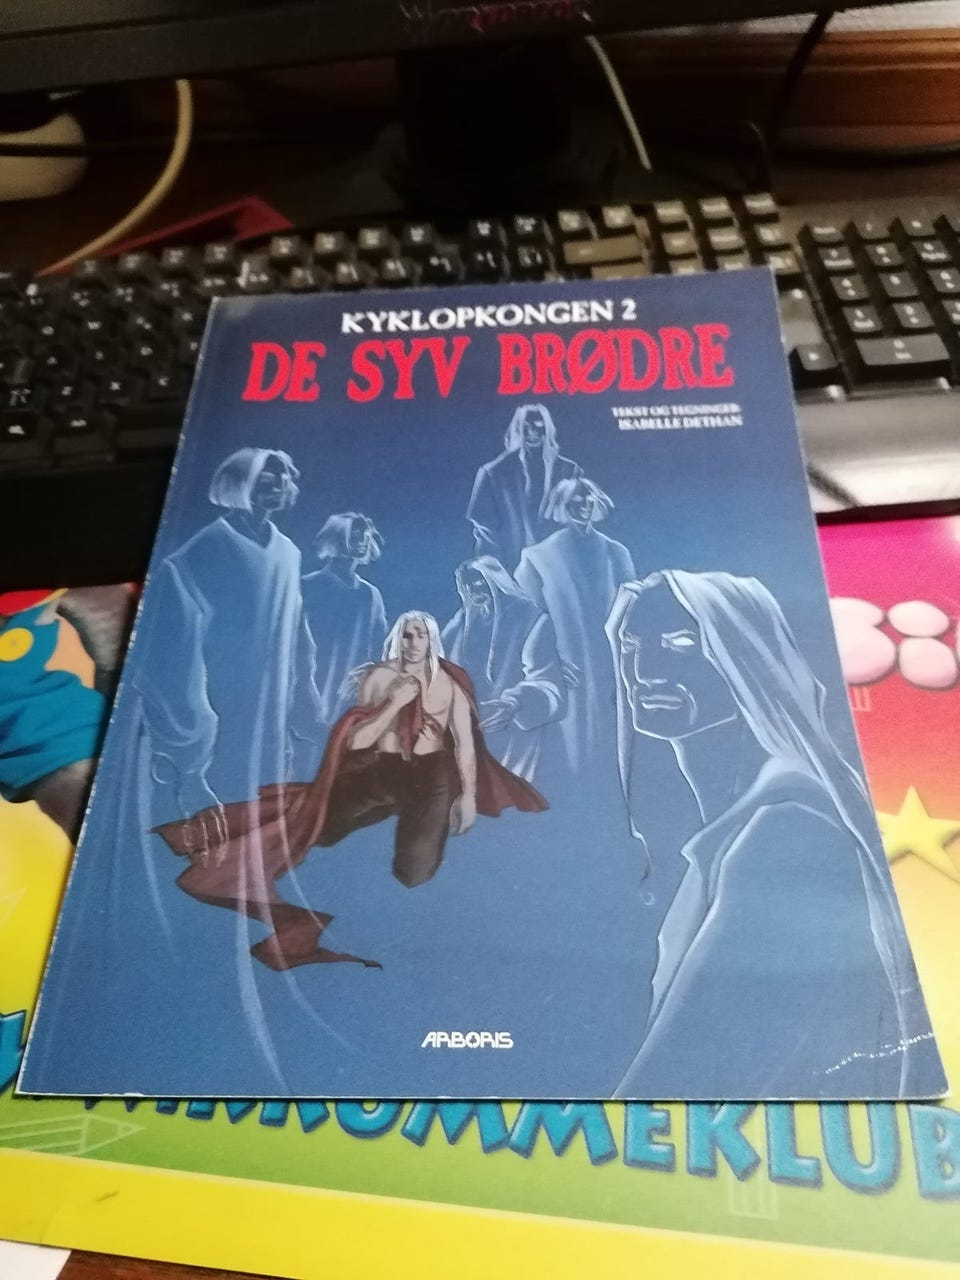 KYKLOPKONGEN 2
DE SYV BRØDRE
TEKST OG TEGNINGER:
ISABELLE DETHAN
ARBORIS